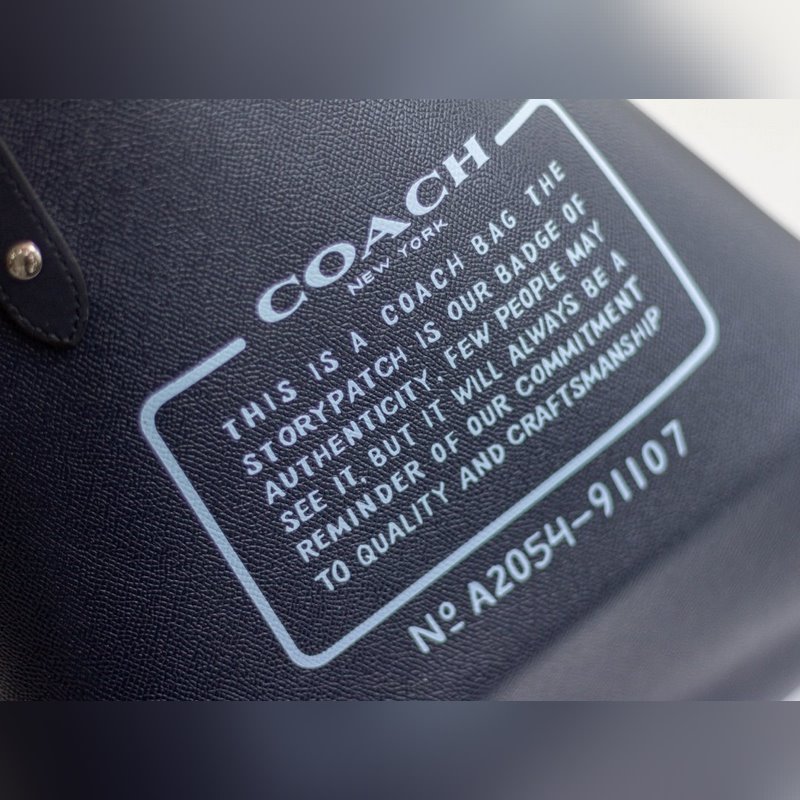 COACH
NEW YORK
THIS IS A COACH BAG THE
STORYPATCH IS OUR BADGE OF
AUTHENTICITY. FEW PEOPLE MAY
SEE IT, BUT IT WILL ALWAYS BE A
REMINDER OF OUR COMMITMENT
TO QUALITY AND CRAFTSMANSHIP
Nº A2054-91107